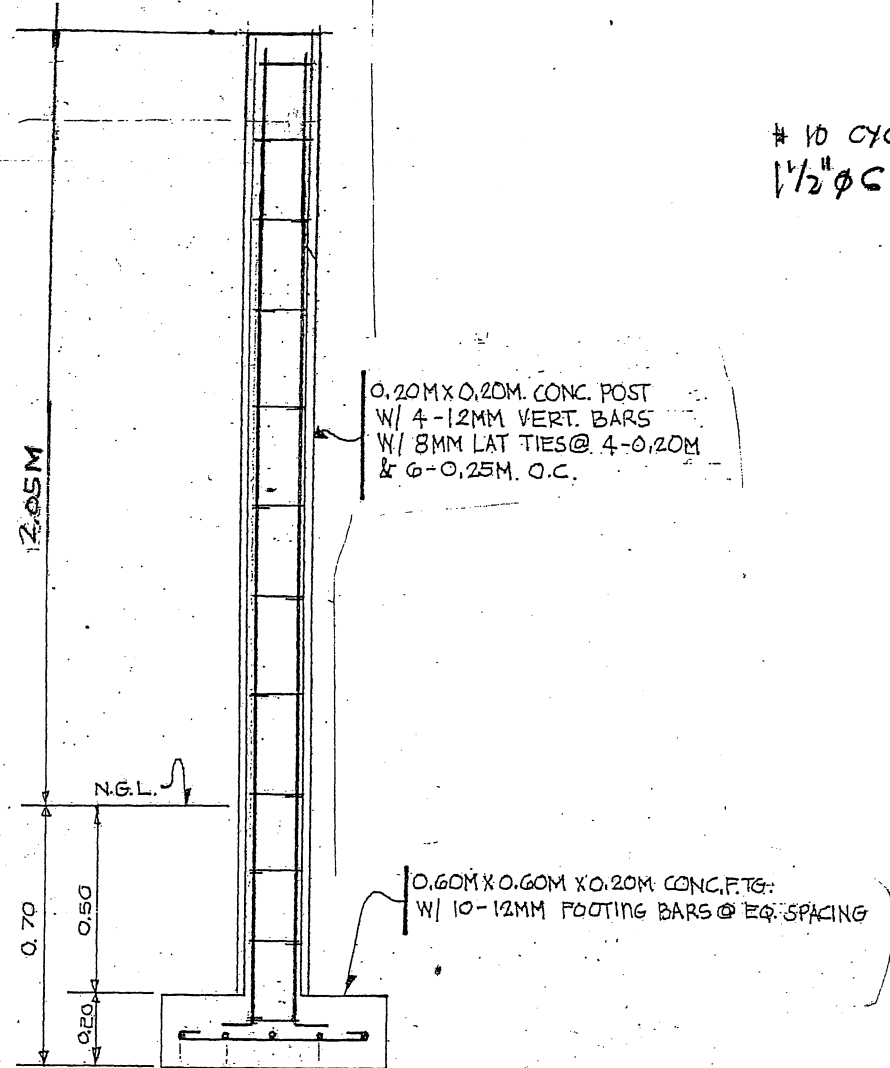 # 10 CYC
1 1/2" Ø G
0.20M X 0.20M. CONC. POST
W/ 4-12MM VERT. BARS
W/ 8MM LAT TIES @ 4-0.20M
& 6-0.25M. O.C.
2.05M
N.G.L.
0.70
0.50
0.20
0.60M X 0.60M X 0.20M CONC. FTG.
W/ 10-12MM FOOTING BARS @ EQ. SPACING